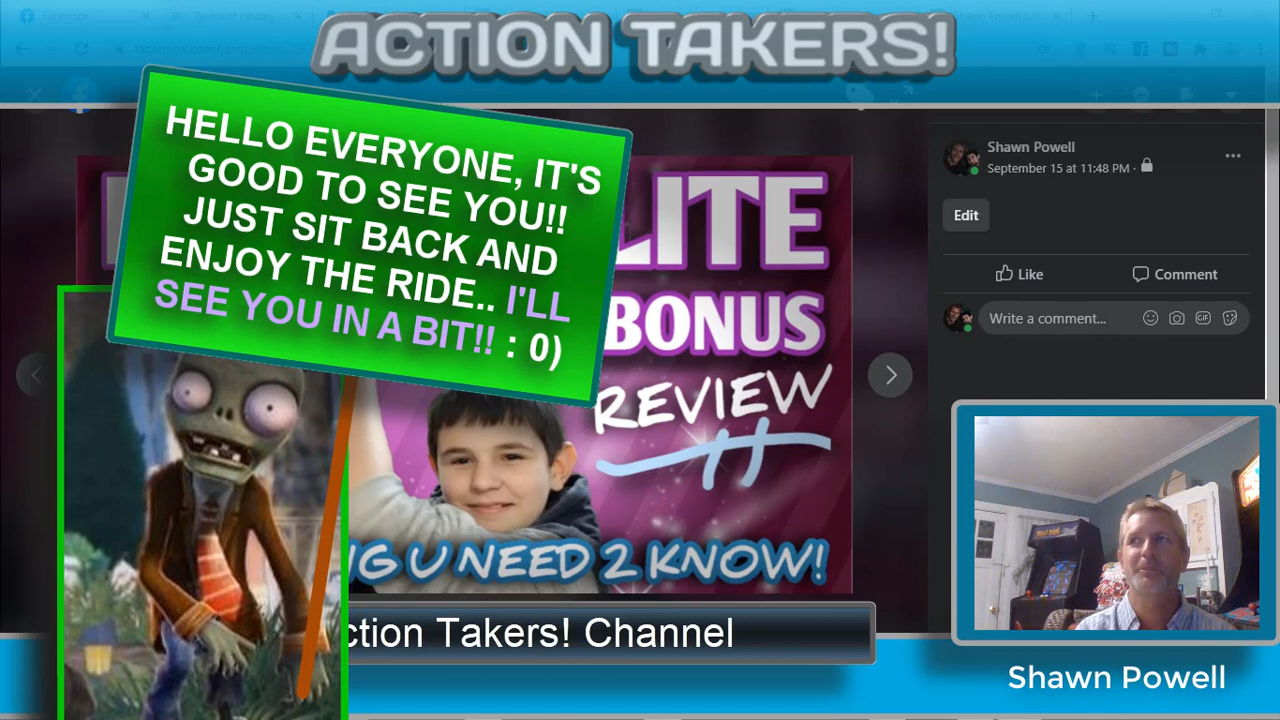 ACTION TAKERS!
HELLO EVERYONE, IT'S
GOOD TO SEE YOU!!
JUST SIT BACK AND
ENJOY THE RIDE.. I'LL
SEE YOU IN A BIT!! : 0)
LITE
BONUS
REVIEW
NG U NEED 2 KNOW!
ction Takers! Channel
Shawn Powell
September 15 at 11:48 PM
Edit
Like
Comment
Write a comment...
GIF
Shawn Powell